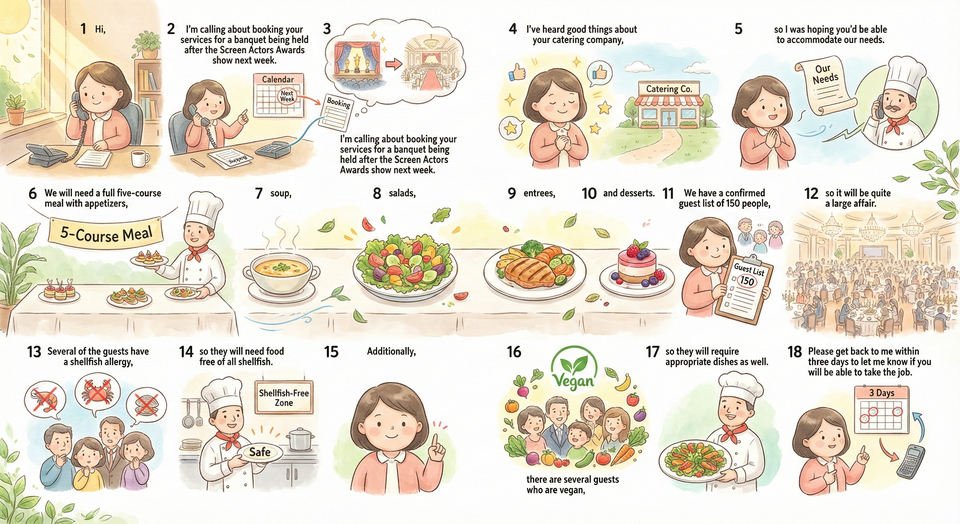 1 Hi,
2 I'm calling about booking your
services for a banquet being held
after the Screen Actors Awards
show next week.
Calendar
Next
Week
Booking
3
Booking
I'm calling about booking your
services for a banquet being
held after the Screen Actors
Awards show next week.
4 I've heard good things about
your catering company,
Catering Co.
5 so I was hoping you'd be able
to accommodate our needs.
Our
Needs
6 We will need a full five-course
meal with appetizers,
5-Course Meal
7 soup,
8 salads,
9 entrees,
10 and desserts.
11 We have a confirmed
guest list of 150 people,
Guest List
150
12 so it will be quite
a large affair.
13 Several of the guests have
a shellfish allergy,
14 so they will need food
free of all shellfish.
Shellfish-Free
Zone
Safe
15 Additionally,
16
Vegan
there are several guests
who are vegan,
17 so they will require
appropriate dishes as well.
18 Please get back to me within
three days to let me know if you
will be able to take the job.
3 Days